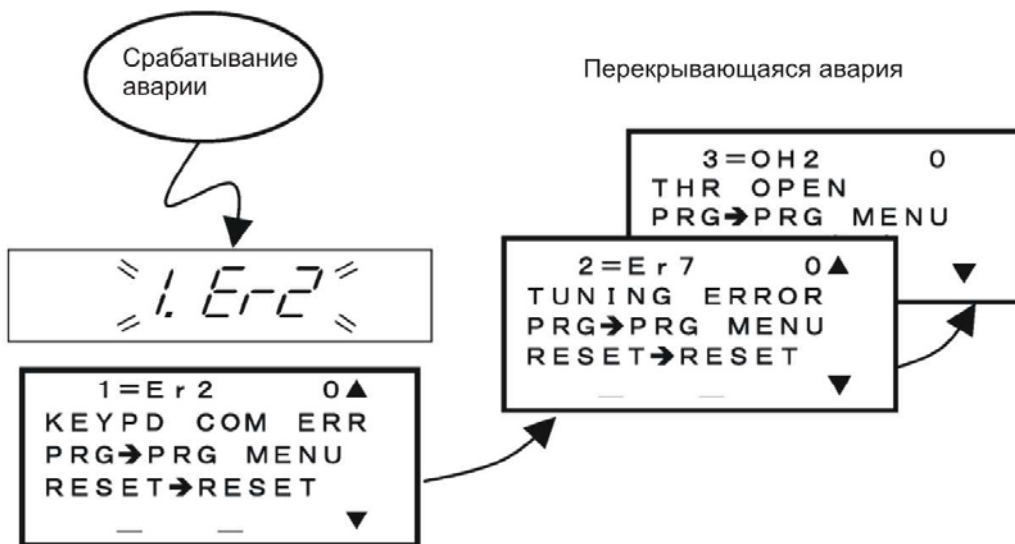 Срабатывание
аварии
Перекрывающаяся авария
3=OH2 0
THR OPEN
PRG➔PRG MENU
▼
1. Er2
2=Er7 0▲
TUNING ERROR
PRG➔PRG MENU
RESET➔RESET
▼
1=Er2 0▲
KEYPD COM ERR
PRG➔PRG MENU
RESET➔RESET
▼